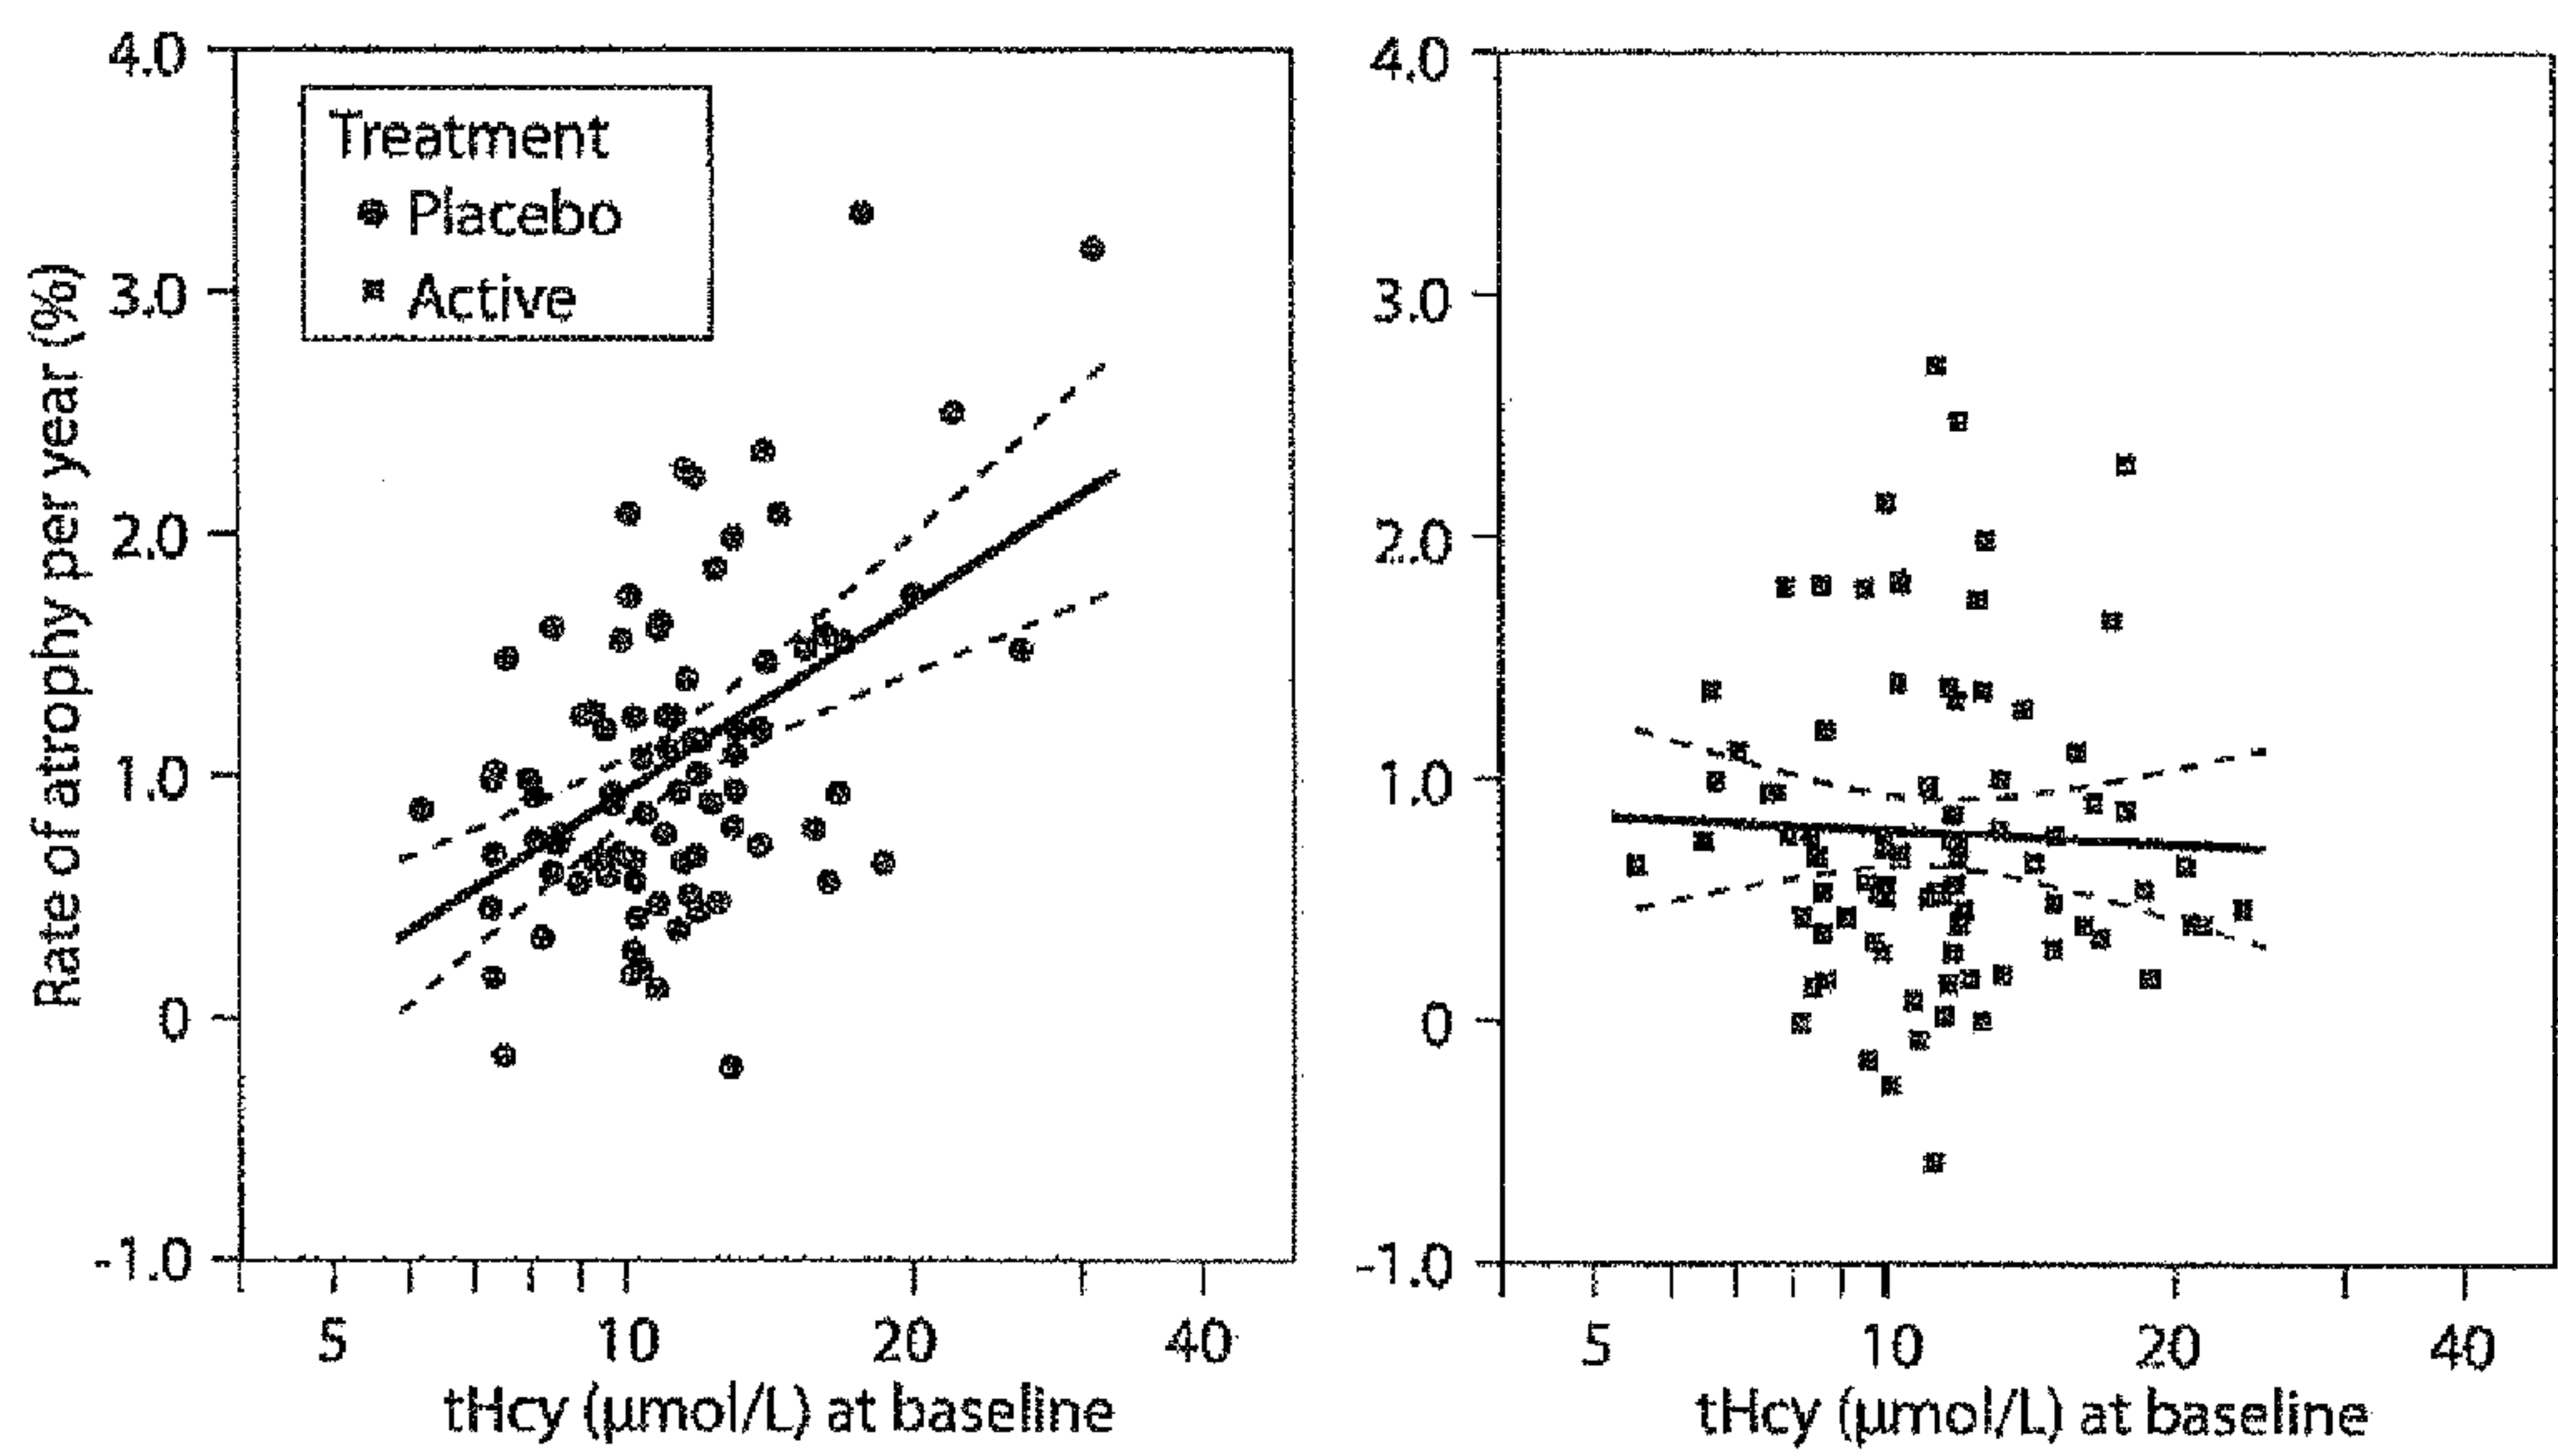 Rate of atrophy per year (%)
4.0
3.0
2.0
1.0
0
-1.0
Treatment
Placebo
Active
5 10 20 40
tHcy (µmol/L) at baseline
4.0
3.0
2.0
1.0
0
-1.0
5 10 20 40
tHcy (µmol/L) at baseline